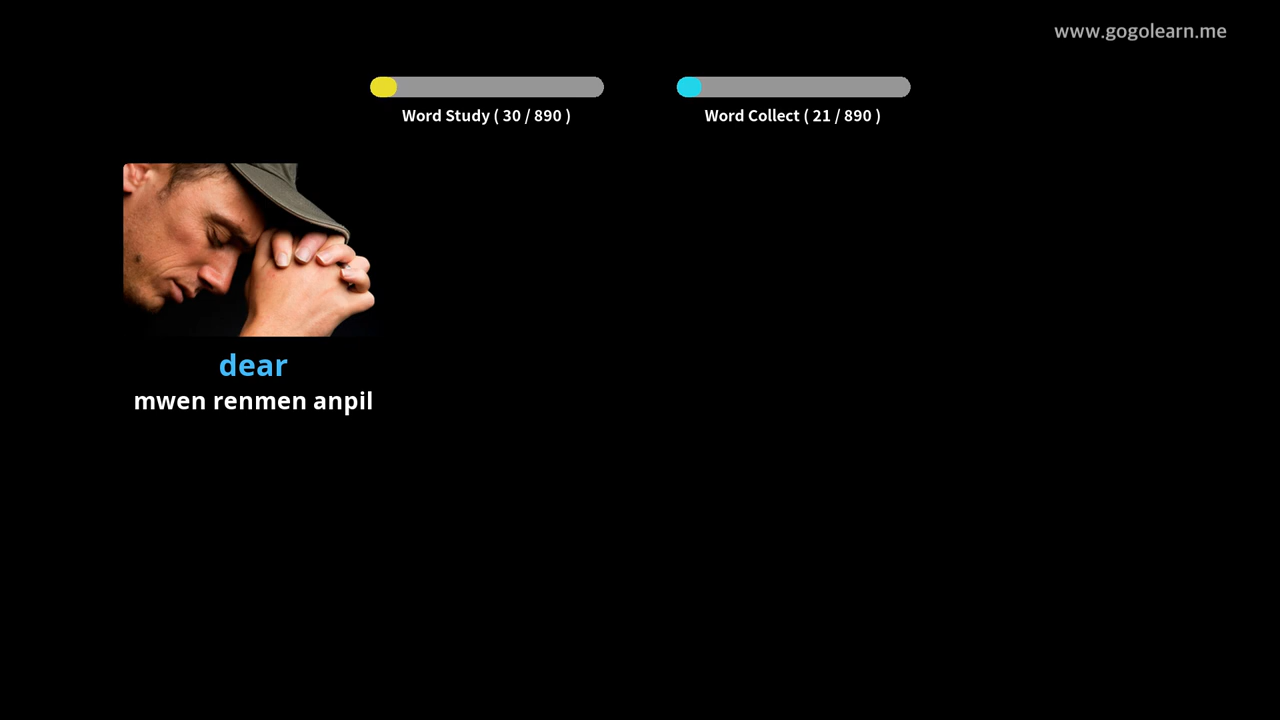 www.gogolearn.me
Word Study ( 30 / 890 )
Word Collect ( 21 / 890 )
dear
mwen renmen anpil